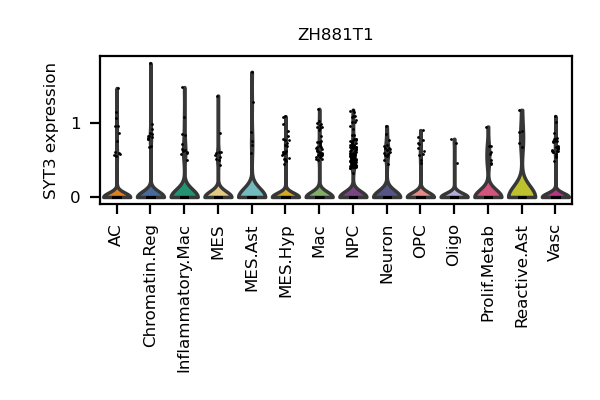 ZH881T1
SYT3 expression
1
0
AC
Chromatin.Reg
Inflammatory.Mac
MES
MES.Ast
MES.Hyp
Mac
NPC
Neuron
OPC
Oligo
Prolif.Metab
Reactive.Ast
Vasc